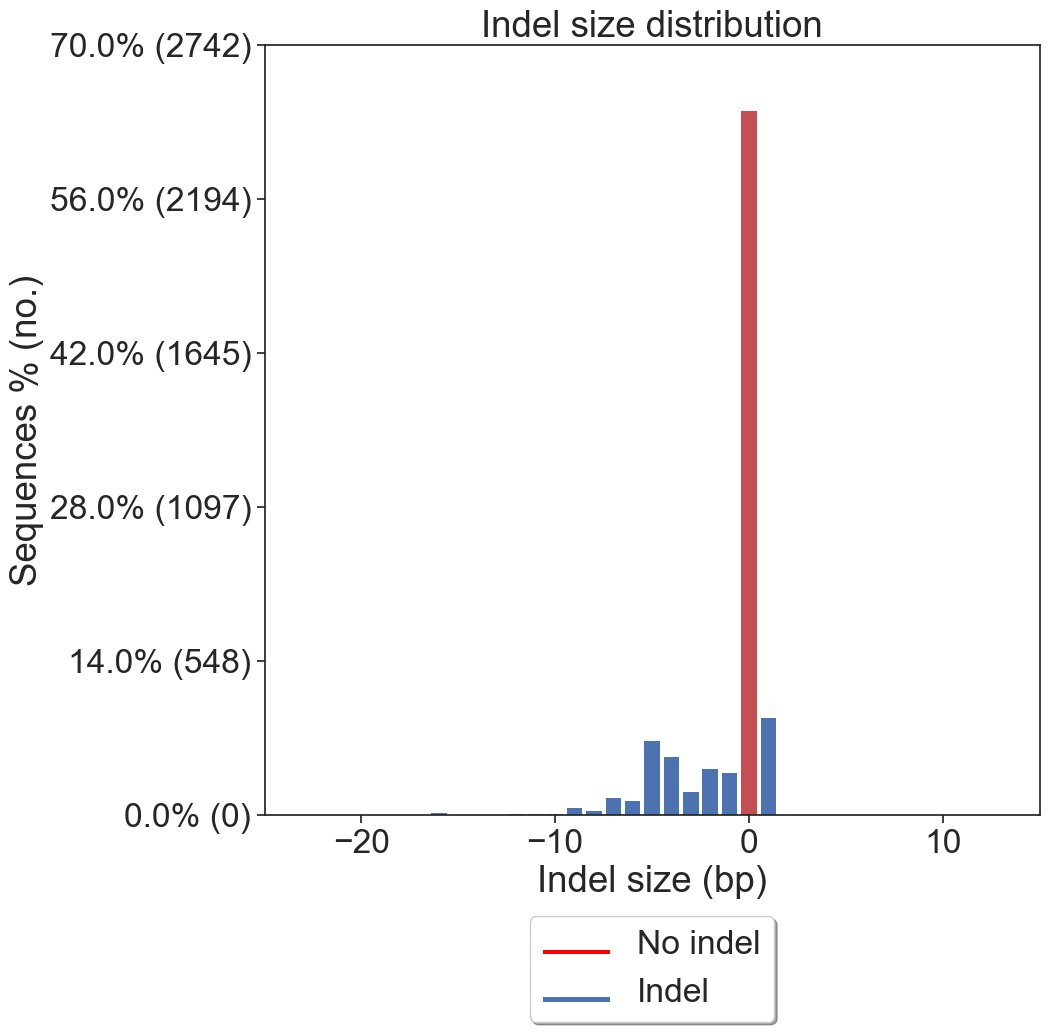 Indel size distribution
70.0% (2742)
56.0% (2194)
42.0% (1645)
28.0% (1097)
14.0% (548)
0.0% (0)
Sequences % (no.)
−20 −10 0 10
Indel size (bp)
No indel
Indel